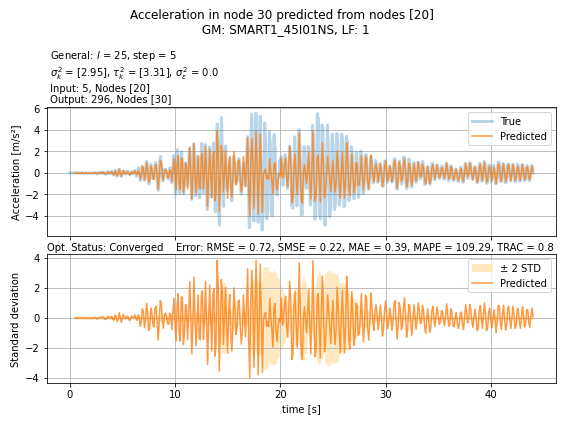 Acceleration in node 30 predicted from nodes [20]
GM: SMART1_45I01NS, LF: 1
General: l = 25, step = 5
σ_k² = [2.95], τ_k² = [3.31], σ_ε² = 0.0
Input: 5, Nodes [20]
Output: 296, Nodes [30]
6
4
2
0
−2
−4
Acceleration [m/s²]
True
Predicted
Opt. Status: Converged Error: RMSE = 0.72, SMSE = 0.22, MAE = 0.39, MAPE = 109.29, TRAC = 0.8
4
2
0
−2
−4
Standard deviation
± 2 STD
Predicted
0 10 20 30 40
time [s]